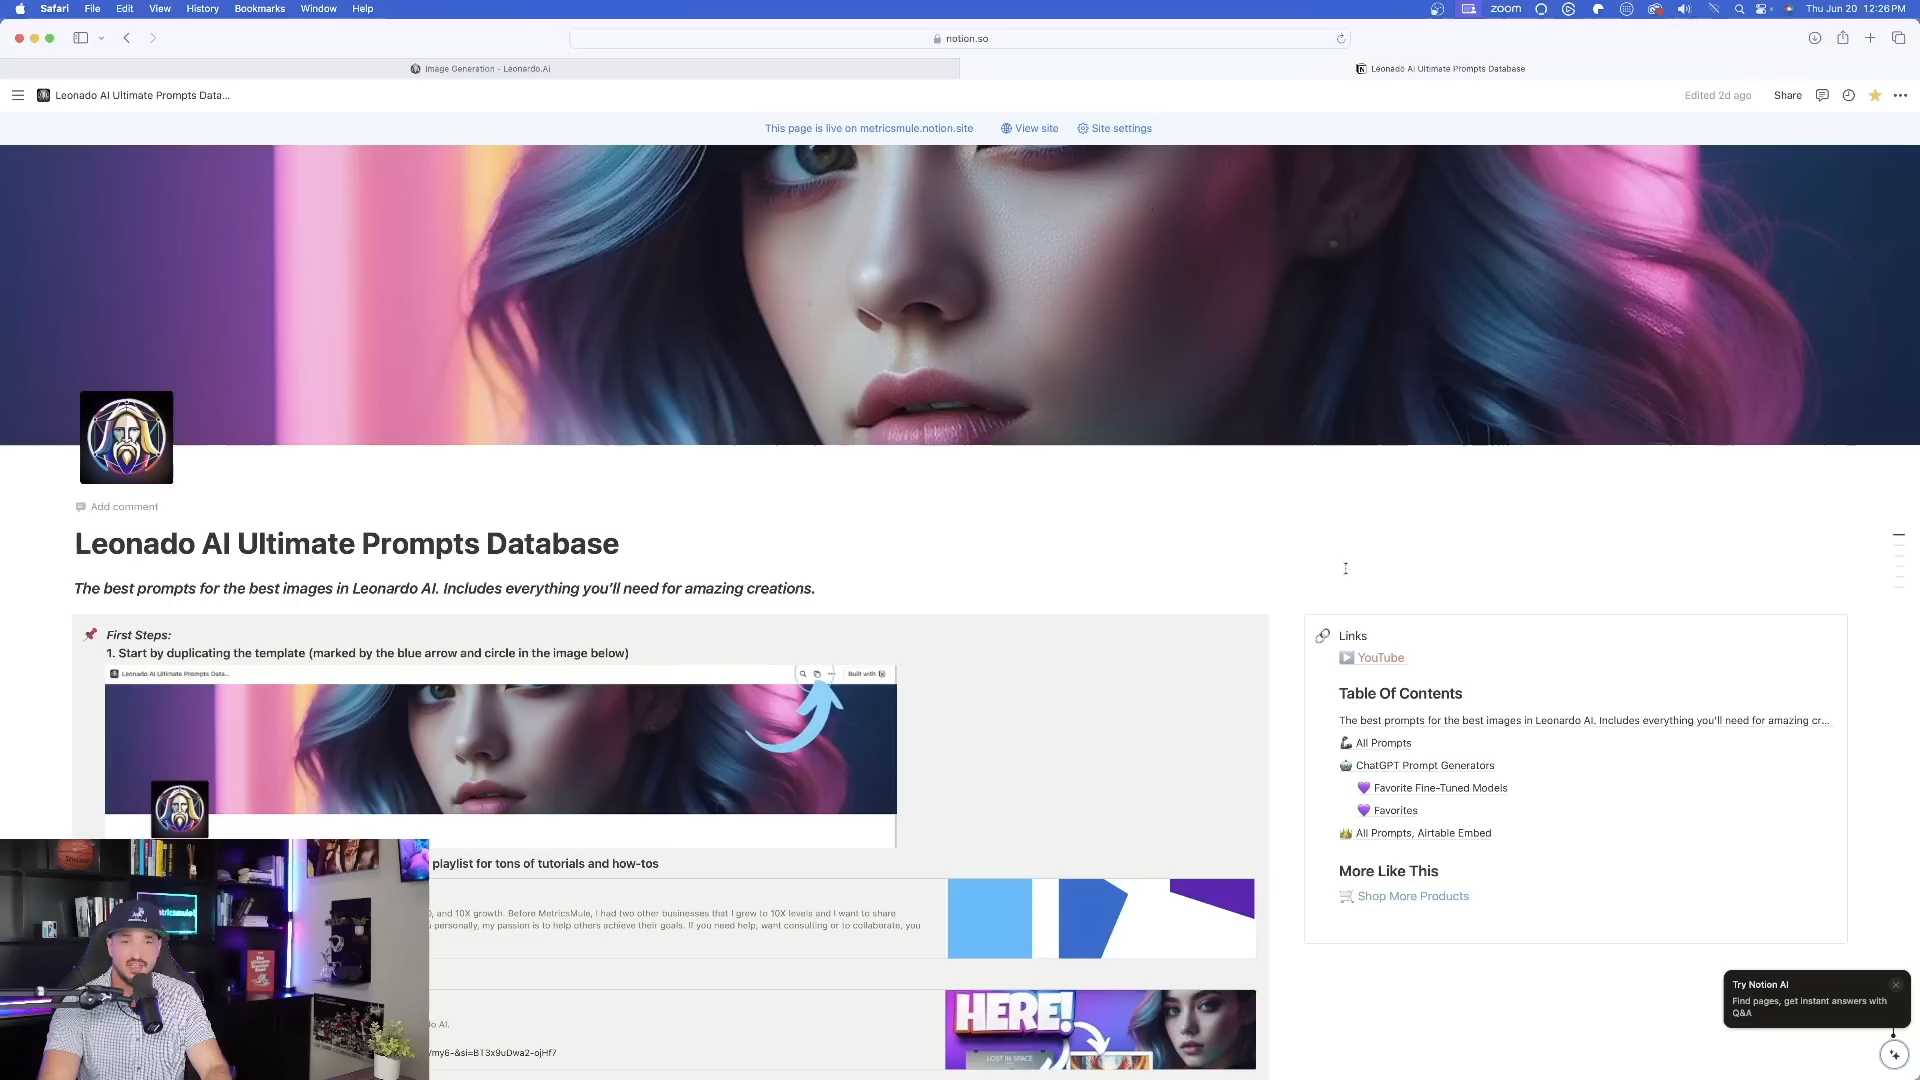 Safari File Edit View History Bookmarks Window Help
zoom Thu Jun 20 12:26 PM
notion.so
Image Generation - Leonardo.Ai
Leonado AI Ultimate Prompts Database
Leonado AI Ultimate Prompts Data...
Edited 2d ago Share
This page is live on metricsmule.notion.site View site Site settings
Add comment
Leonado AI Ultimate Prompts Database
The best prompts for the best images in Leonardo AI. Includes everything you'll need for amazing creations.
First Steps:
1. Start by duplicating the template (marked by the blue arrow and circle in the image below)
Leonado AI Ultimate Prompts Data...
Built with
playlist for tons of tutorials and how-tos
, and 10X growth. Before MetricsMule, I had two other businesses that I grew to 10X levels and I want to share
personally, my passion is to help others achieve their goals. If you need help, want consulting or to collaborate, you
AI.
/my6-&si=BT3x9uDwa2-ojHf7
HERE!
LOST IN SPACE
metricsmule
Links
YouTube
Table Of Contents
The best prompts for the best images in Leonardo AI. Includes everything you'll need for amazing cr...
All Prompts
ChatGPT Prompt Generators
Favorite Fine-Tuned Models
Favorites
All Prompts, Airtable Embed
More Like This
Shop More Products
Try Notion AI
Find pages, get instant answers with
Q&A